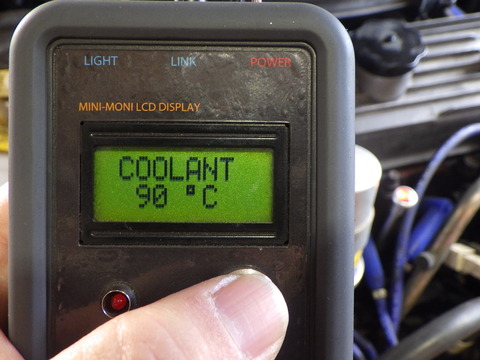 LIGHT LINK POWER
MINI-MONI LCD DISPLAY
COOLANT
90 °C